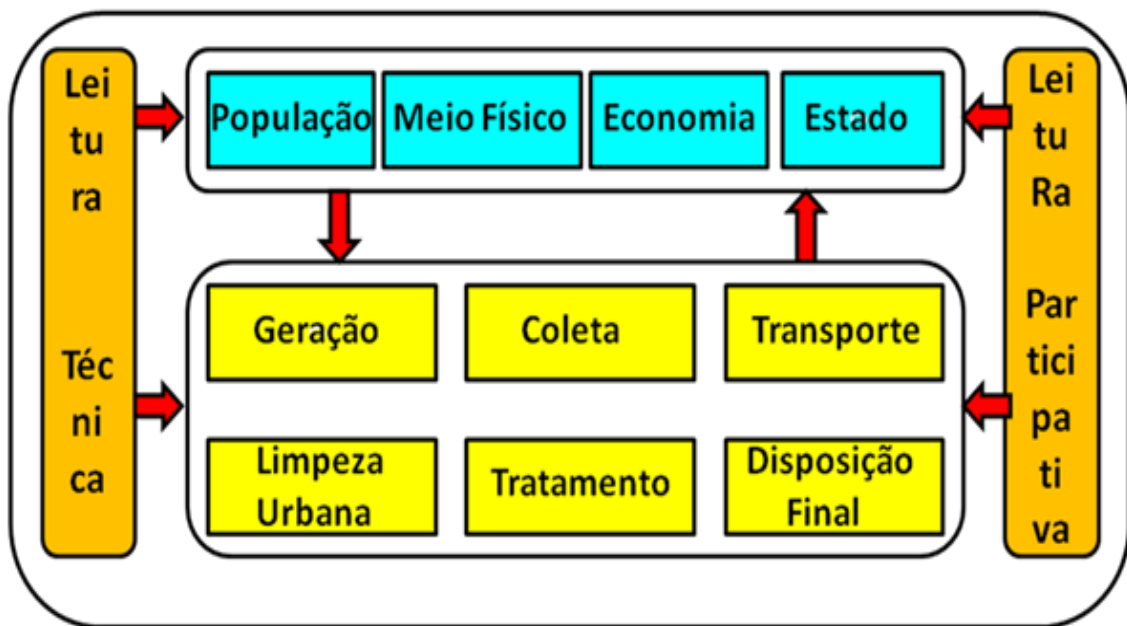 Lei
tu
ra
Téc
ni
ca
População
Meio Físico
Economia
Estado
Geração
Coleta
Transporte
Limpeza
Urbana
Tratamento
Disposição
Final
Lei
tu
Ra
Par
tici
pa
ti
va